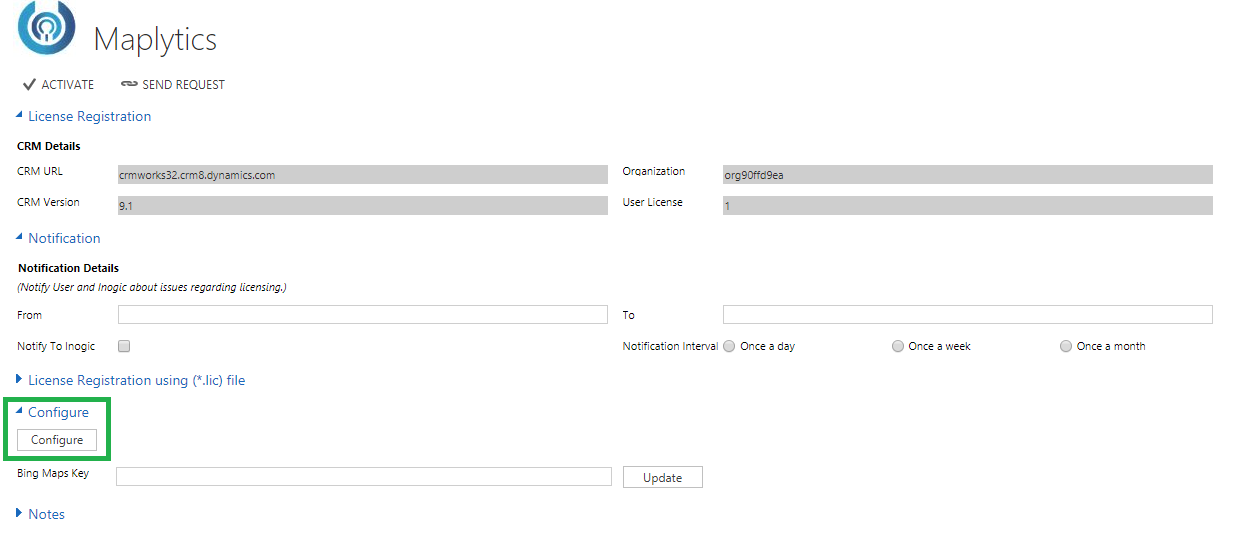 Maplytics
ACTIVATE SEND REQUEST
License Registration
CRM Details
CRM URL crmworks32.crm8.dynamics.com Organization org90ffd9ea
CRM Version 9.1 User License 1
Notification
Notification Details
(Notify User and Inogic about issues regarding licensing.)
From To
Notify To Inogic Notification Interval Once a day Once a week Once a month
License Registration using (*.lic) file
Configure
Configure
Bing Maps Key Update
Notes